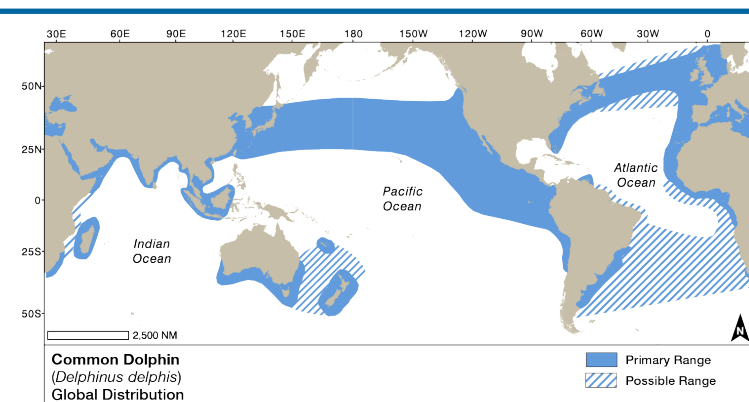 30E 60E 90E 120E 150E 180 150W 120W 90W 60W 30W 0
50N
25N
0
25S
50S
Atlantic
Ocean
Pacific
Ocean
Indian
Ocean
2,500 NM
N
Common Dolphin
(Delphinus delphis)
Global Distribution
Primary Range
Possible Range